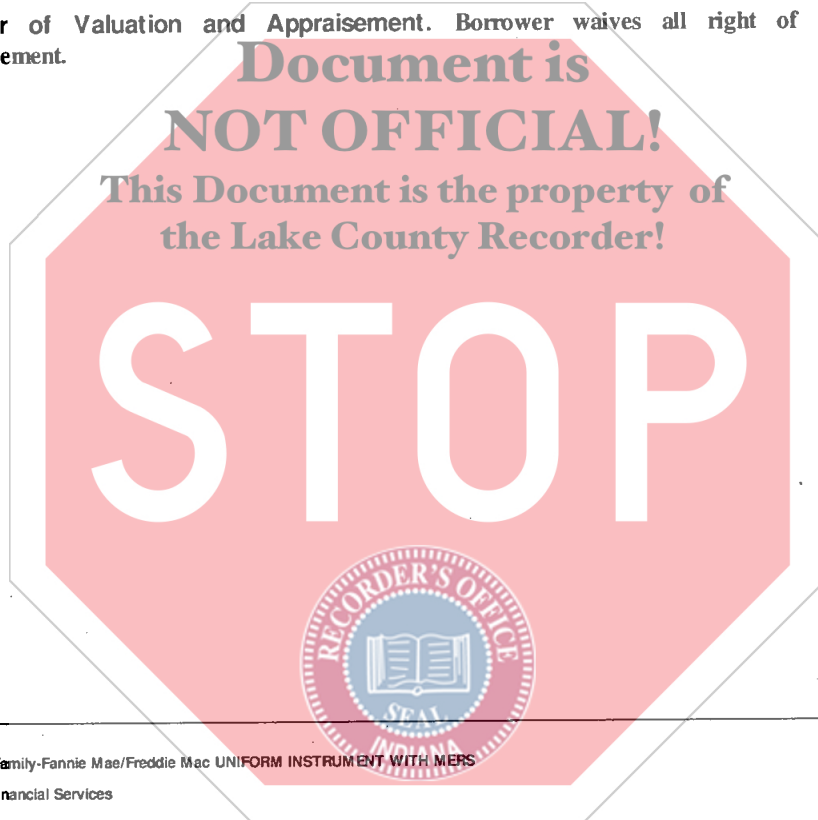 r of Valuation and Appraisement. Borrower waives all right of
ement.
Document is
NOT OFFICIAL!
This Document is the property of
the Lake County Recorder!
STOP
RECORDER'S OFFICE
SEAL
INDIANA
amily-Fannie Mae/Freddie Mac UNIFORM INSTRUMENT WITH MERS
nancial Services